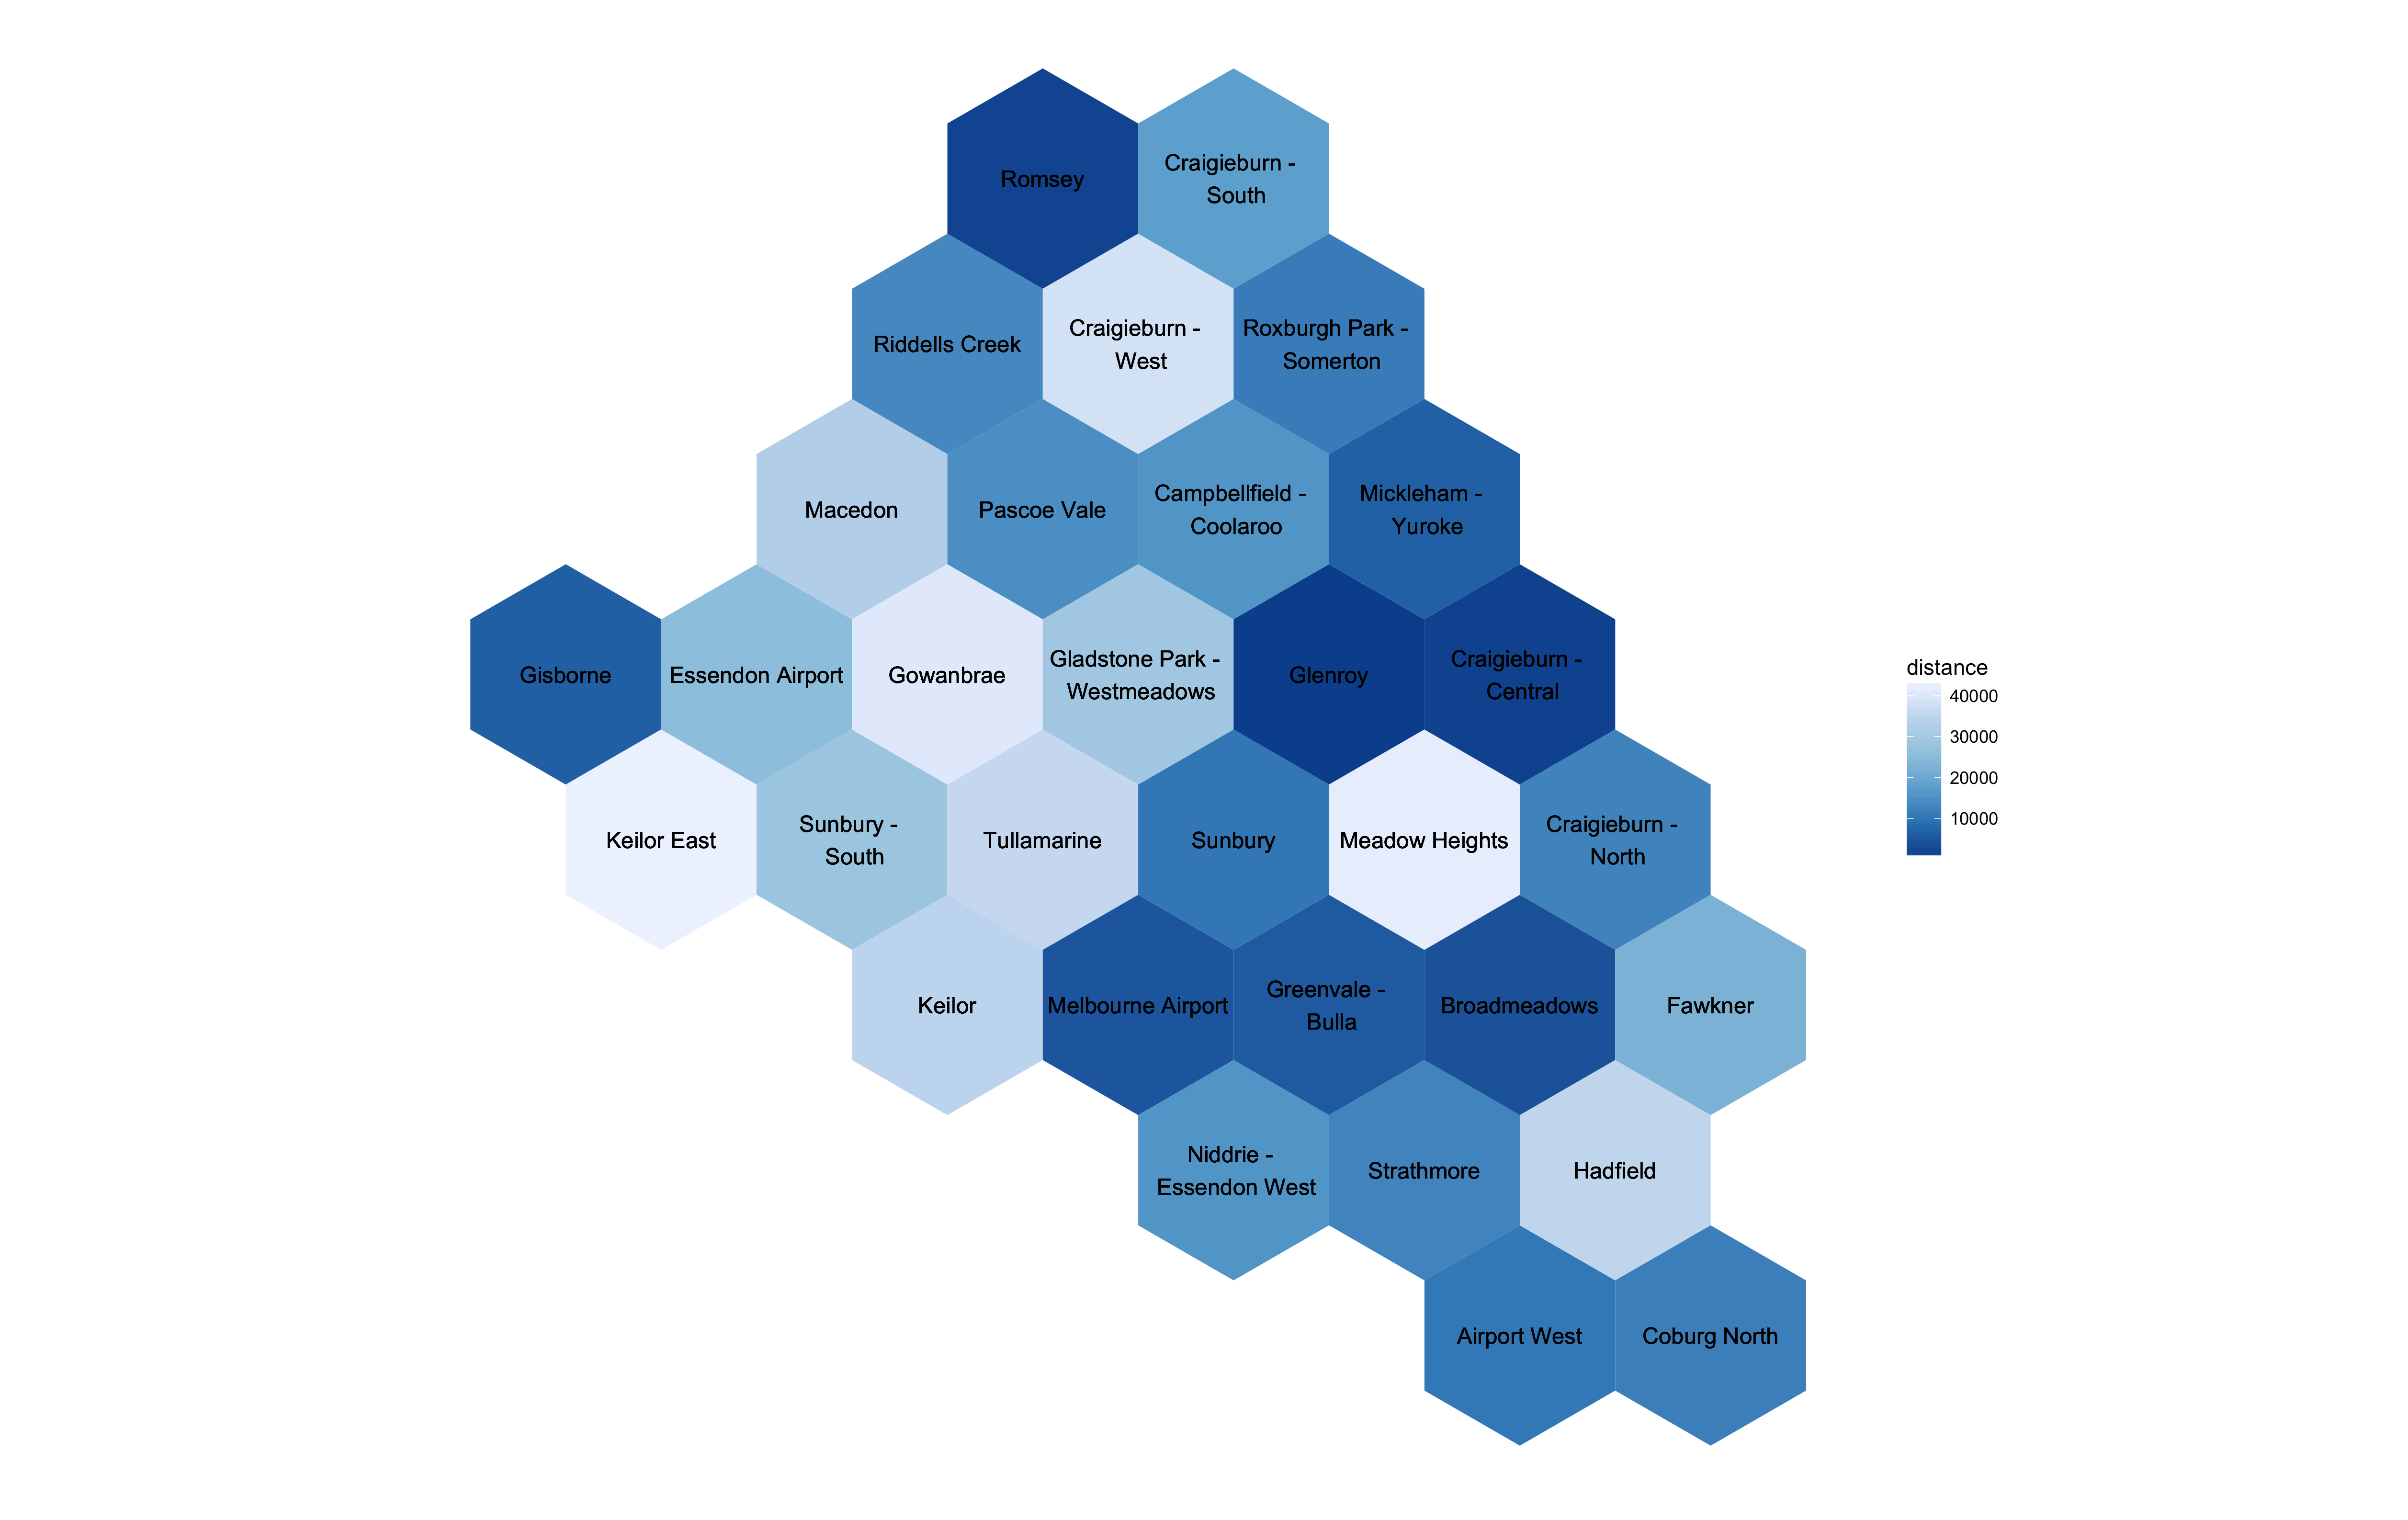 Romsey
Craigieburn -
South
Riddells Creek
Craigieburn -
West
Roxburgh Park -
Somerton
Macedon
Pascoe Vale
Campbellfield -
Coolaroo
Mickleham -
Yuroke
Gisborne
Essendon Airport
Gowanbrae
Gladstone Park -
Westmeadows
Glenroy
Craigieburn -
Central
Keilor East
Sunbury -
South
Tullamarine
Sunbury
Meadow Heights
Craigieburn -
North
Keilor
Melbourne Airport
Greenvale -
Bulla
Broadmeadows
Fawkner
Niddrie -
Essendon West
Strathmore
Hadfield
Airport West
Coburg North
distance
40000
30000
20000
10000